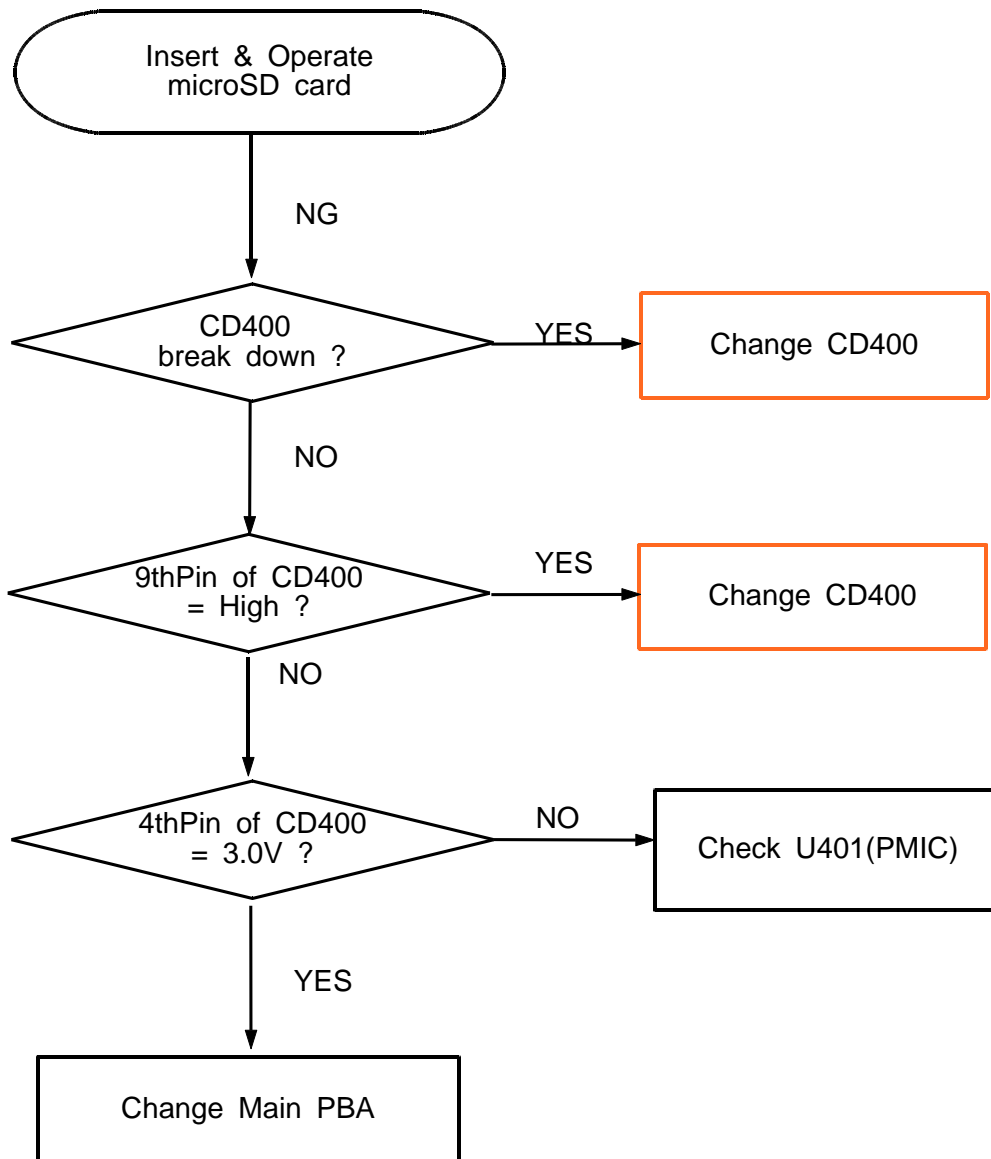 Insert & Operate
microSD card
NG
CD400
break down ?
YES
Change CD400
NO
9thPin of CD400
= High ?
YES
Change CD400
NO
4thPin of CD400
= 3.0V ?
NO
Check U401(PMIC)
YES
Change Main PBA